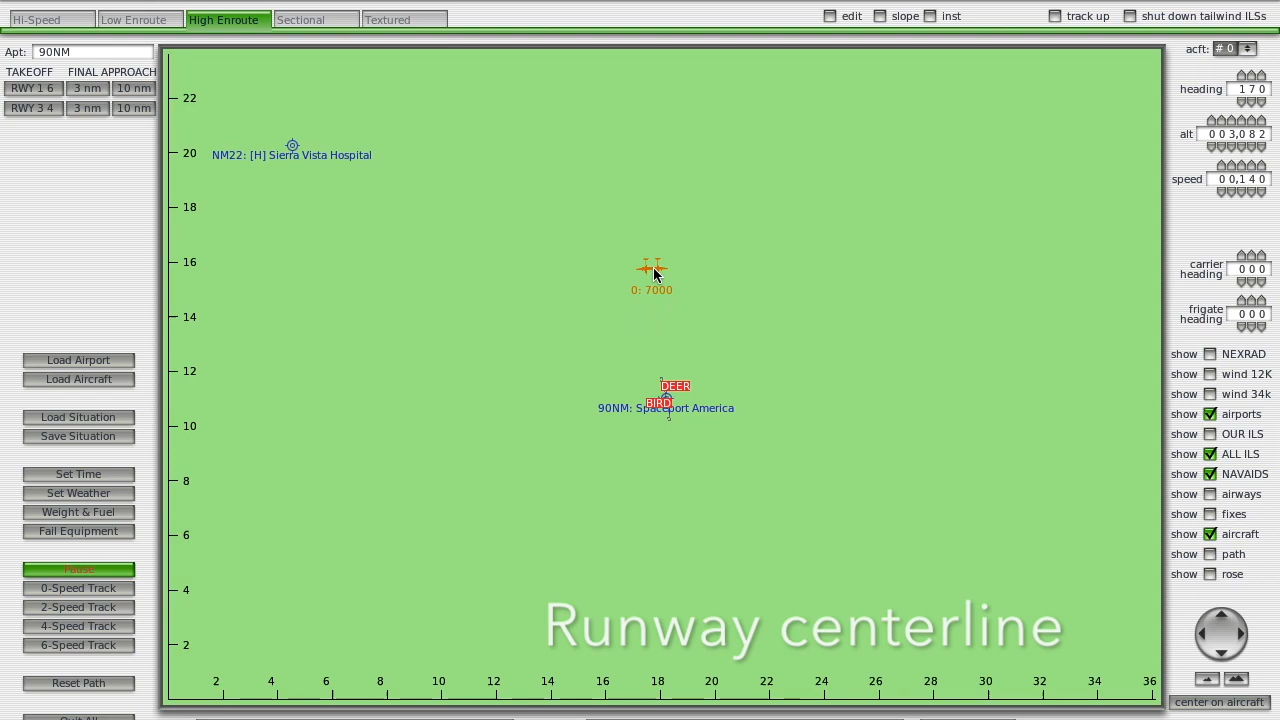 Hi-Speed Low Enroute High Enroute Sectional Textured edit slope inst track up shut down tailwind ILSs
Apt: 90NM
TAKEOFF FINAL APPROACH
RWY 1 6 3 nm 10 nm
RWY 3 4 3 nm 10 nm
Load Airport
Load Aircraft
Load Situation
Save Situation
Set Time
Set Weather
Weight & Fuel
Fail Equipment
Pause
0-Speed Track
2-Speed Track
4-Speed Track
6-Speed Track
Reset Path
Quit All
22
20
18
16
14
12
10
8
6
4
2
2 4 6 8 10 12 14 16 18 20 22 24 26 28 30 32 34 36
NM22: [H] Sierra Vista Hospital
0: 7000
DEER
BIRD
90NM: Spaceport America
Runway centerline
acft: # 0
heading 1 7 0
alt 0 0 3,0 8 2
speed 0 0,1 4 0
carrier
heading 0 0 0
frigate
heading 0 0 0
show NEXRAD
show wind 12K
show wind 34k
show airports
show OUR ILS
show ALL ILS
show NAVAIDS
show airways
show fixes
show aircraft
show path
show rose
center on aircraft